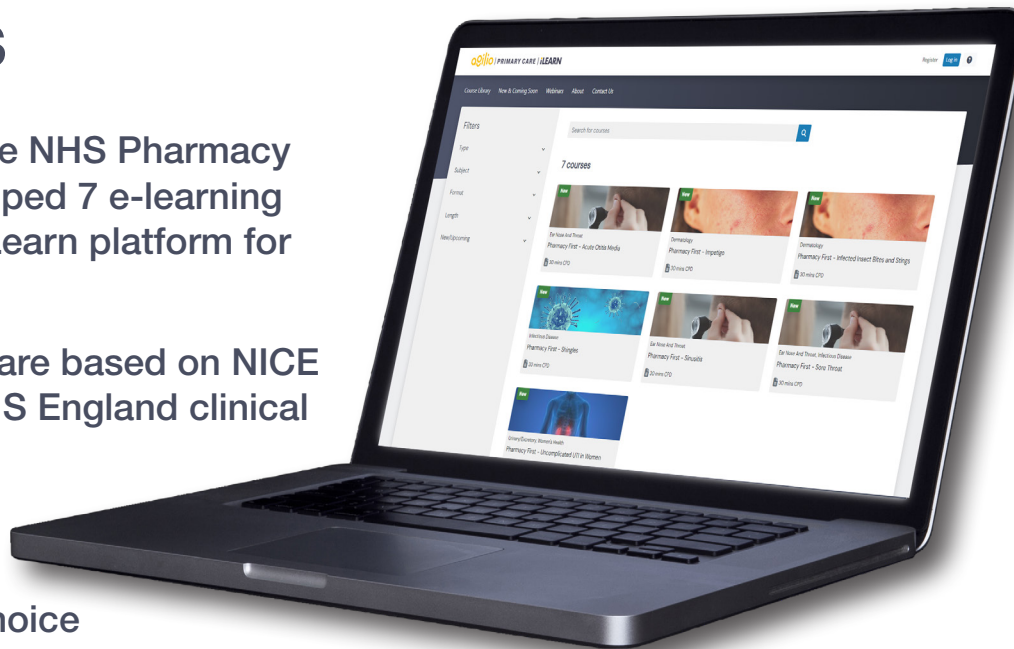 s
e NHS Pharmacy
ped 7 e-learning
earn platform for
are based on NICE
S England clinical
hoice
agilio | PRIMARY CARE | iLEARN
Register Log in ?
Course Library New & Coming Soon Webinars About Contact Us
Filters
Type
Subject
Format
Length
New/Upcoming
Search for courses
7 courses
New
Ear Nose And Throat
Pharmacy First - Acute Otitis Media
30 mins CPD
New
Dermatology
Pharmacy First - Impetigo
30 mins CPD
New
Dermatology
Pharmacy First - Infected Insect Bites and Stings
30 mins CPD
New
Infectious Disease
Pharmacy First - Shingles
30 mins CPD
New
Ear Nose And Throat
Pharmacy First - Sinusitis
30 mins CPD
New
Ear Nose And Throat, Infectious Disease
Pharmacy First - Sore Throat
30 mins CPD
New
Urinary/Excretory, Women's Health
Pharmacy First - Uncomplicated UTI in Women